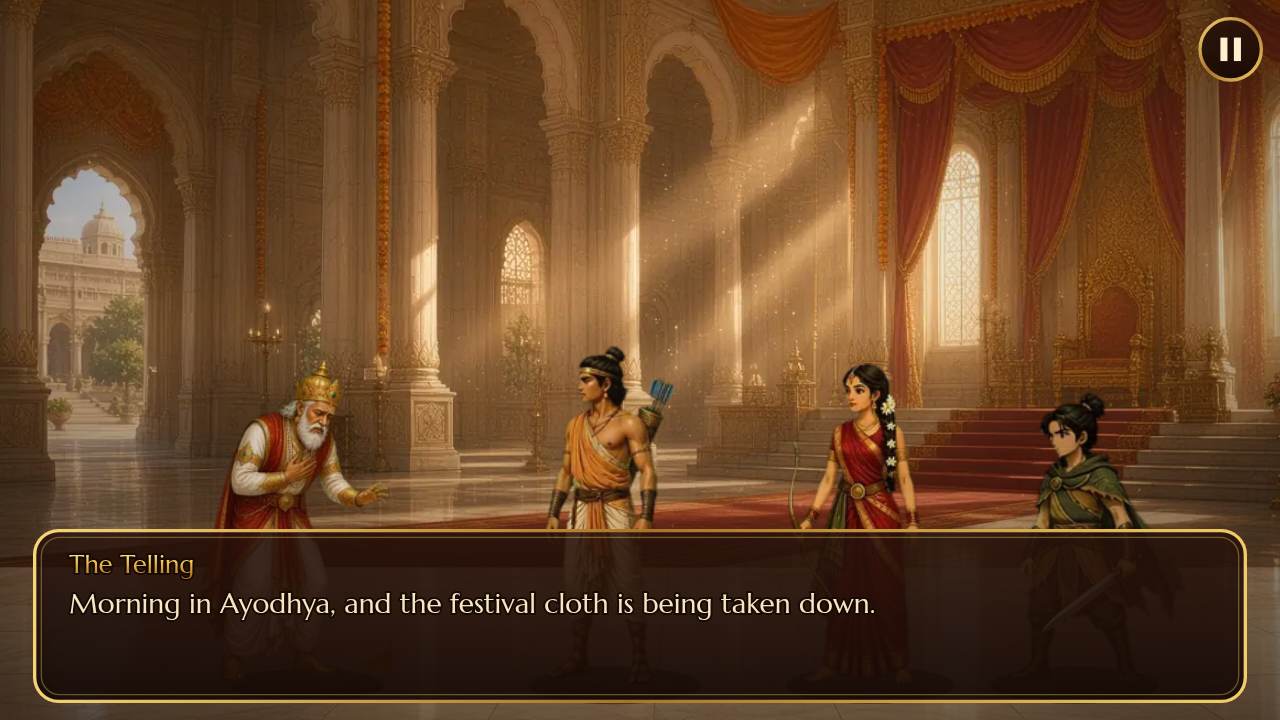 The Telling
Morning in Ayodhya, and the festival cloth is being taken down.